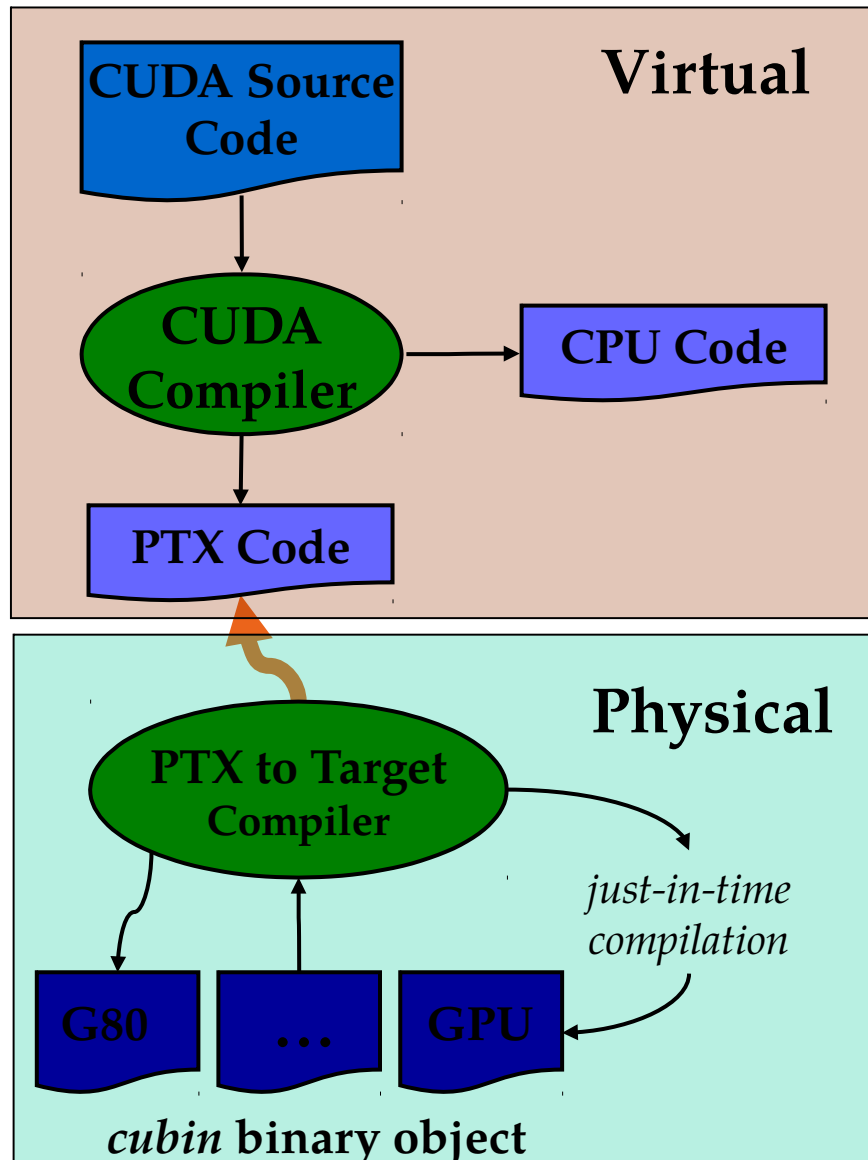 Virtual
CUDA Source
Code
CUDA
Compiler
CPU Code
PTX Code
Physical
PTX to Target
Compiler
just-in-time
compilation
G80
...
GPU
cubin binary object